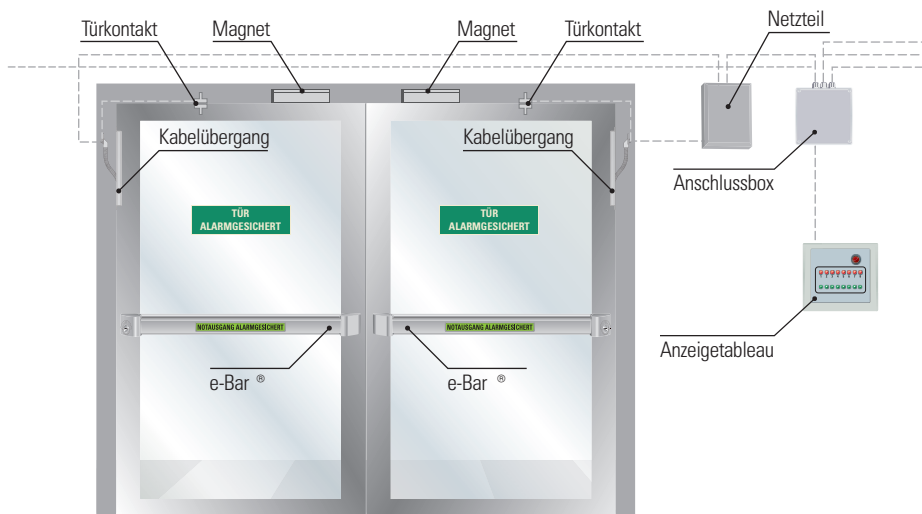 Türkontakt
Magnet
Magnet
Türkontakt
Netzteil
Kabelübergang
Kabelübergang
Anschlussbox
TÜR
ALARMGESICHERT
TÜR
ALARMGESICHERT
NOTAUSGANG ALARMGESICHERT
NOTAUSGANG ALARMGESICHERT
Anzeigetableau
e-Bar ®
e-Bar ®